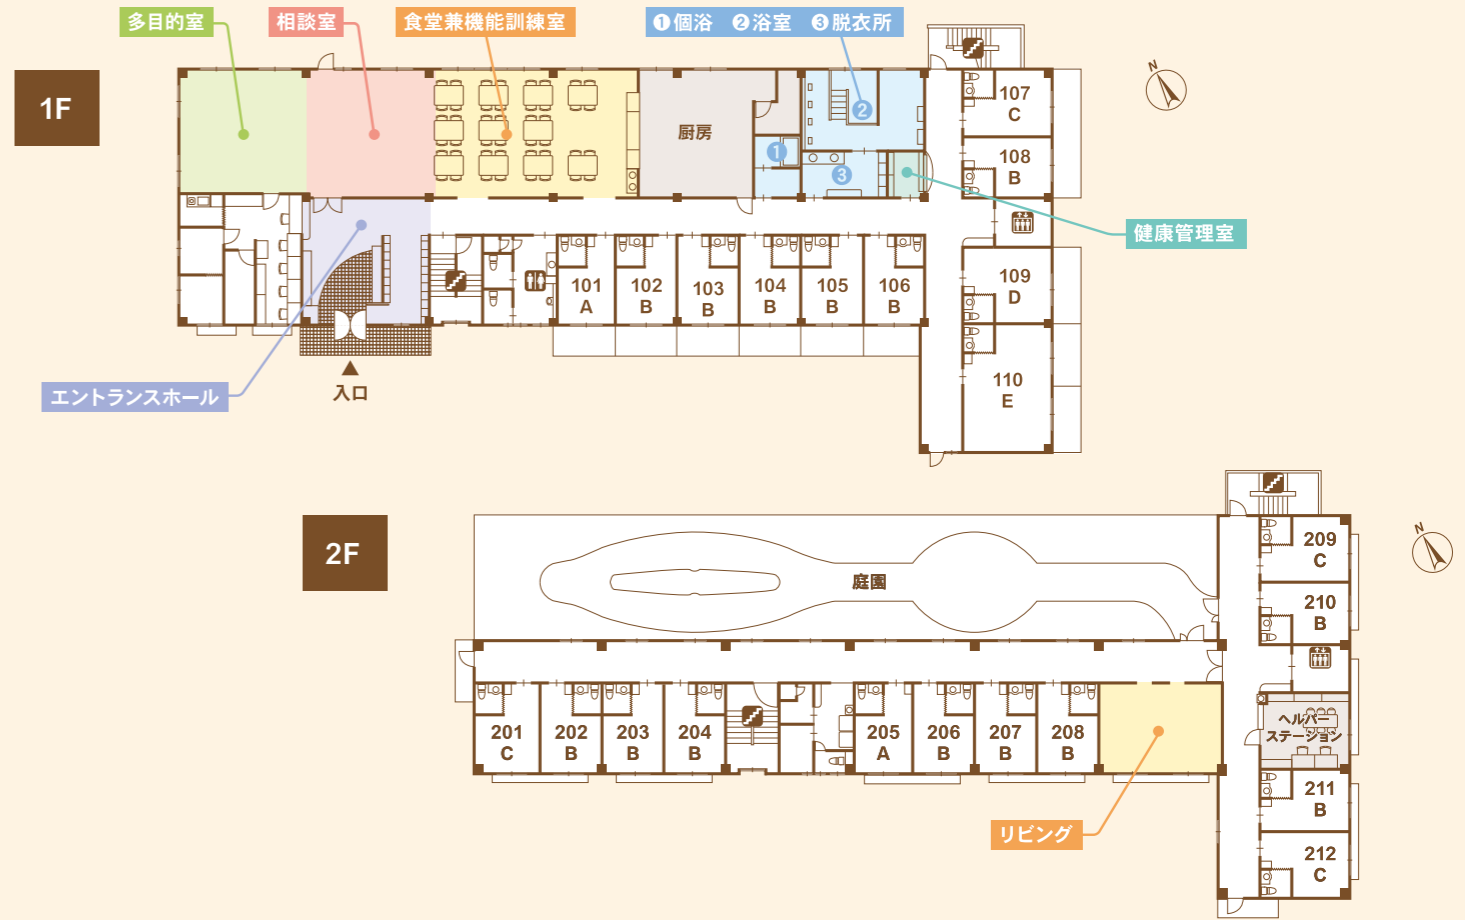 多目的室
相談室
食堂兼機能訓練室
❶個浴 ❷浴室 ❸脱衣所
1F
N
厨房
❶
❷
❸
107
C
108
B
健康管理室
101
A
102
B
103
B
104
B
105
B
106
B
109
D
110
E
エントランスホール
入口
2F
N
庭園
209
C
210
B
201
C
202
B
203
B
204
B
205
A
206
B
207
B
208
B
ヘルパー
ステーション
リビング
211
B
212
C